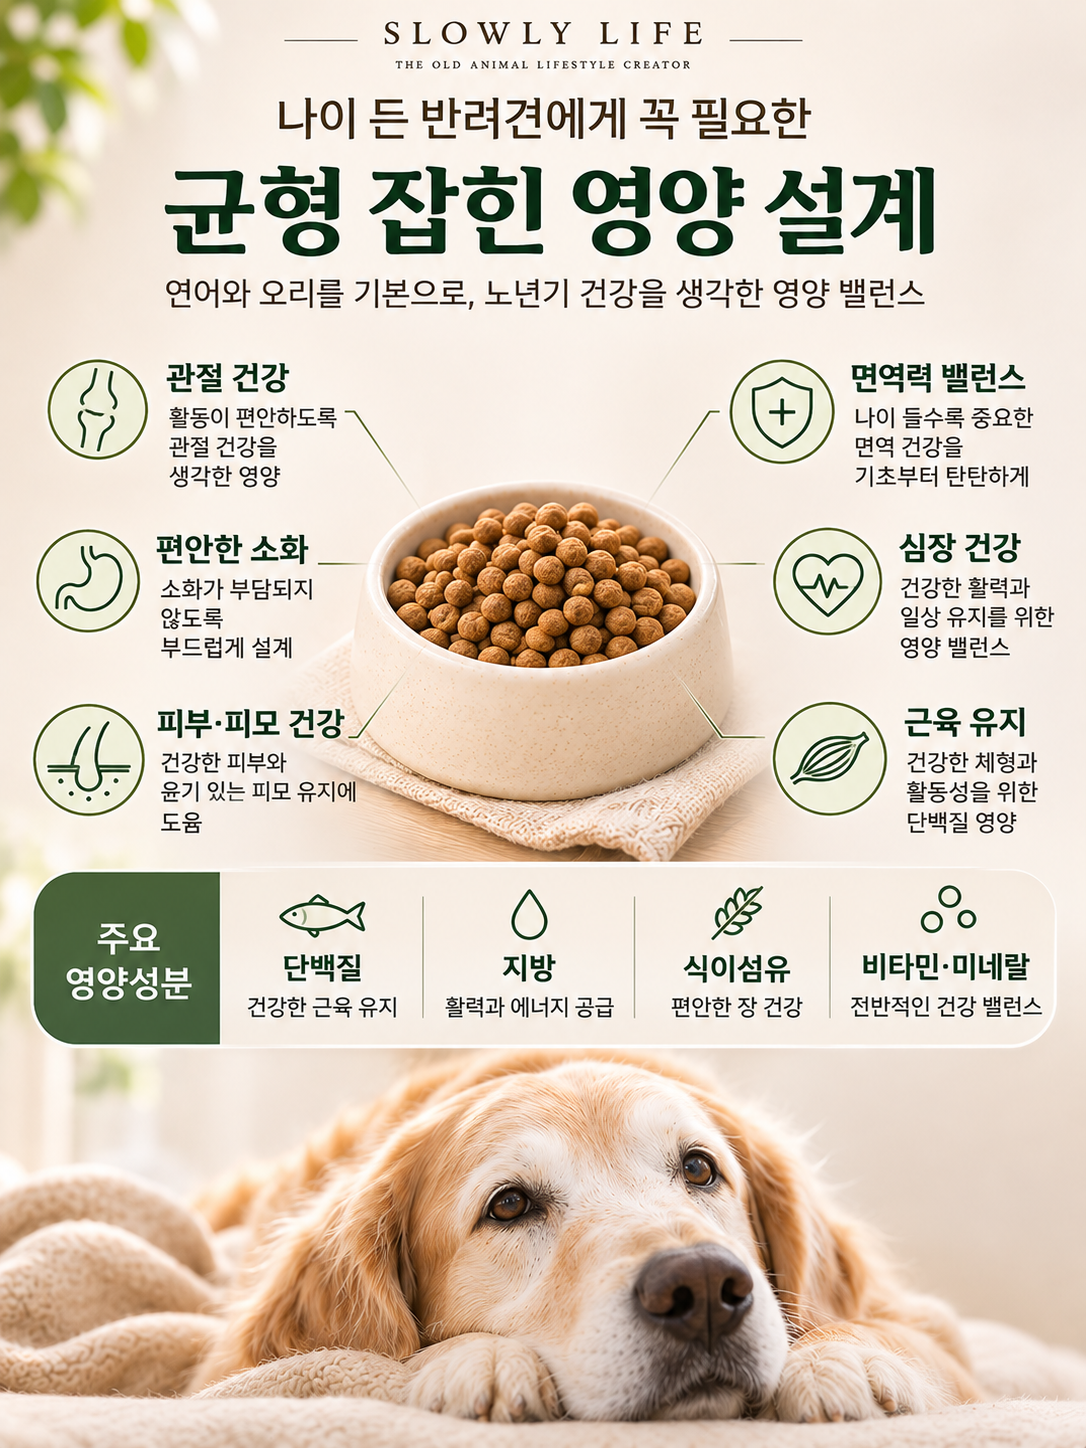 SLOWLY LIFE
THE OLD ANIMAL LIFESTYLE CREATOR
나이 든 반려견에게 꼭 필요한
균형 잡힌 영양 설계
연어와 오리를 기본으로, 노년기 건강을 생각한 영양 밸런스
관절 건강
활동이 편안하도록
관절 건강을
생각한 영양
편안한 소화
소화가 부담되지
않도록
부드럽게 설계
피부·피모 건강
건강한 피부와
윤기 있는 피모 유지에
도움
면역력 밸런스
나이 들수록 중요한
면역 건강을
기초부터 탄탄하게
심장 건강
건강한 활력과
일상 유지를 위한
영양 밸런스
근육 유지
건강한 체형과
활동성을 위한
단백질 영양
주요
영양성분
단백질
건강한 근육 유지
지방
활력과 에너지 공급
식이섬유
편안한 장 건강
비타민·미네랄
전반적인 건강 밸런스